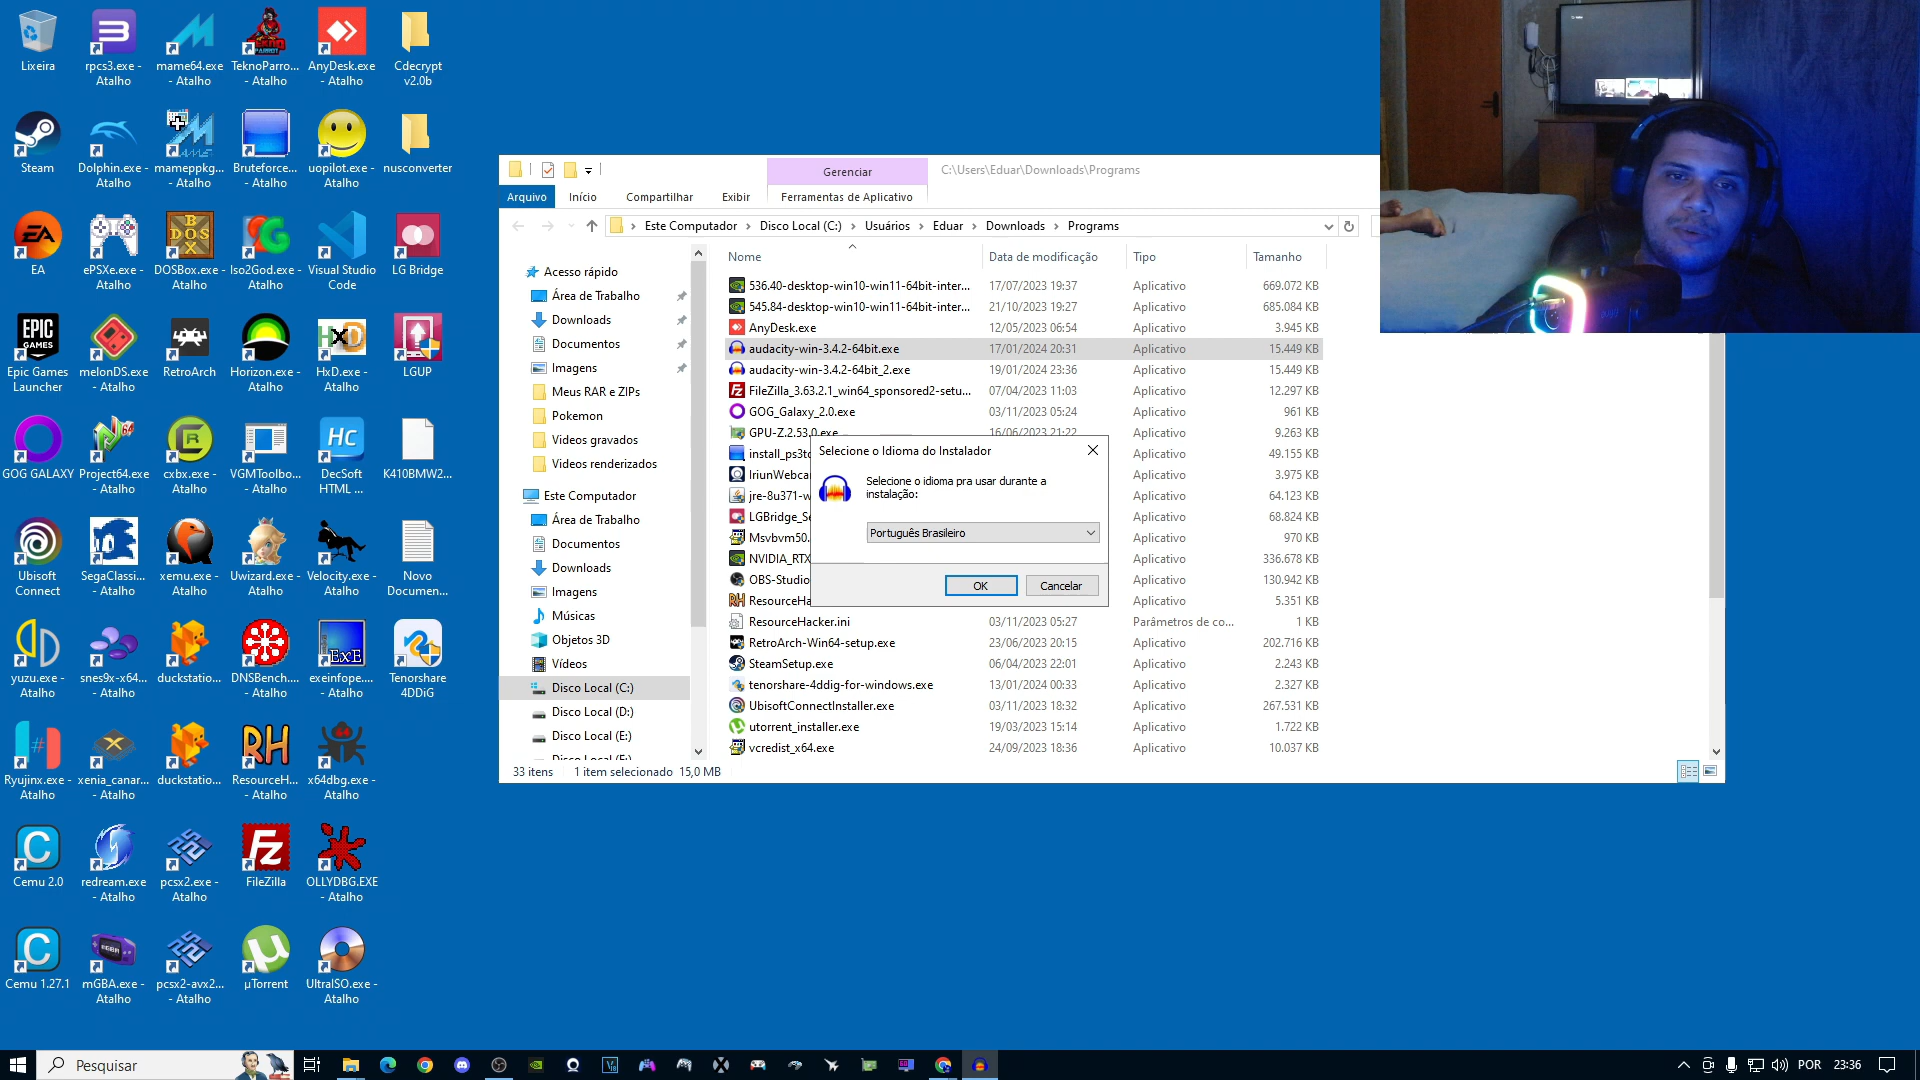 Lixeira
rpcs3.exe - Atalho
mame64.exe - Atalho
TeknoParro... - Atalho
AnyDesk.exe - Atalho
Cdecrypt v2.0b
Steam
Dolphin.exe - Atalho
mameppkg... - Atalho
Bruteforce... - Atalho
uopilot.exe - Atalho
nusconverter
EA
ePSXe.exe - Atalho
DOSBox.exe - Atalho
Iso2God.exe - Atalho
Visual Studio Code
LG Bridge
Epic Games Launcher
melonDS.exe - Atalho
RetroArch
Horizon.exe - Atalho
HxD.exe - Atalho
LGUP
GOG GALAXY
Project64.exe - Atalho
cxbx.exe - Atalho
VGMToolbo... - Atalho
DecSoft HTML ...
K410BMW2...
Ubisoft Connect
SegaClassi... - Atalho
xemu.exe - Atalho
Uwizard.exe - Atalho
Velocity.exe - Atalho
Novo Documen...
yuzu.exe - Atalho
snes9x-x64... - Atalho
duckstatio... - Atalho
DNSBench.... - Atalho
exeinfope.... - Atalho
Tenorshare 4DDiG
Ryujinx.exe - Atalho
xenia_canar... - Atalho
duckstatio... - Atalho
ResourceH... - Atalho
x64dbg.exe - Atalho
Cemu 2.0
redream.exe - Atalho
pcsx2.exe - Atalho
FileZilla
OLLYDBG.EXE - Atalho
Cemu 1.27.1
mGBA.exe - Atalho
pcsx2-avx2... - Atalho
µTorrent
UltraISO.exe - Atalho
Gerenciar
C:\Users\Eduar\Downloads\Programs
Arquivo
Início
Compartilhar
Exibir
Ferramentas de Aplicativo
Este Computador
Disco Local (C:)
Usuários
Eduar
Downloads
Programs
Acesso rápido
Área de Trabalho
Downloads
Documentos
Imagens
Meus RAR e ZIPs
Pokemon
Videos gravados
Videos renderizados
Este Computador
Área de Trabalho
Documentos
Downloads
Imagens
Músicas
Objetos 3D
Vídeos
Disco Local (C:)
Disco Local (D:)
Disco Local (E:)
Disco Local (F:)
Nome Data de modificação Tipo Tamanho
536.40-desktop-win10-win11-64bit-inter... 17/07/2023 19:37 Aplicativo 669.072 KB
545.84-desktop-win10-win11-64bit-inter... 21/10/2023 19:27 Aplicativo 685.084 KB
AnyDesk.exe 12/05/2023 06:54 Aplicativo 3.945 KB
audacity-win-3.4.2-64bit.exe 17/01/2024 20:31 Aplicativo 15.449 KB
audacity-win-3.4.2-64bit_2.exe 19/01/2024 23:36 Aplicativo 15.449 KB
FileZilla_3.63.2.1_win64_sponsored2-setu... 07/04/2023 11:03 Aplicativo 12.297 KB
GOG_Galaxy_2.0.exe 03/11/2023 05:24 Aplicativo 961 KB
GPU-Z.2.53.0.exe 16/06/2023 21:22 Aplicativo 9.263 KB
install_ps3t Aplicativo 49.155 KB
IriunWebca Aplicativo 3.975 KB
jre-8u371-w Aplicativo 64.123 KB
LGBridge_Se Aplicativo 68.824 KB
Msvbvm50. Aplicativo 970 KB
NVIDIA_RTX Aplicativo 336.678 KB
OBS-Studio Aplicativo 130.942 KB
ResourceHa Aplicativo 5.351 KB
ResourceHacker.ini 03/11/2023 05:27 Parâmetros de co... 1 KB
RetroArch-Win64-setup.exe 23/06/2023 20:15 Aplicativo 202.716 KB
SteamSetup.exe 06/04/2023 22:01 Aplicativo 2.243 KB
tenorshare-4ddig-for-windows.exe 13/01/2024 00:33 Aplicativo 2.327 KB
UbisoftConnectInstaller.exe 03/11/2023 18:32 Aplicativo 267.531 KB
utorrent_installer.exe 19/03/2023 15:14 Aplicativo 1.722 KB
vcredist_x64.exe 24/09/2023 18:36 Aplicativo 10.037 KB
33 itens 1 item selecionado 15,0 MB
Selecione o Idioma do Instalador
Selecione o idioma pra usar durante a
instalação:
Português Brasileiro
OK
Cancelar
Pesquisar
POR
23:36